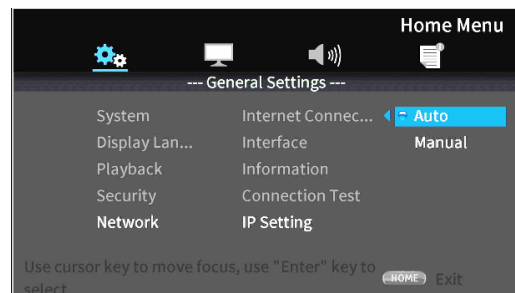 Home Menu
--- General Settings ---
System Internet Connec... Auto
Display Lan... Interface Manual
Playback Information
Security Connection Test
Network IP Setting
Use cursor key to move focus, use "Enter" key to
select
HOME Exit